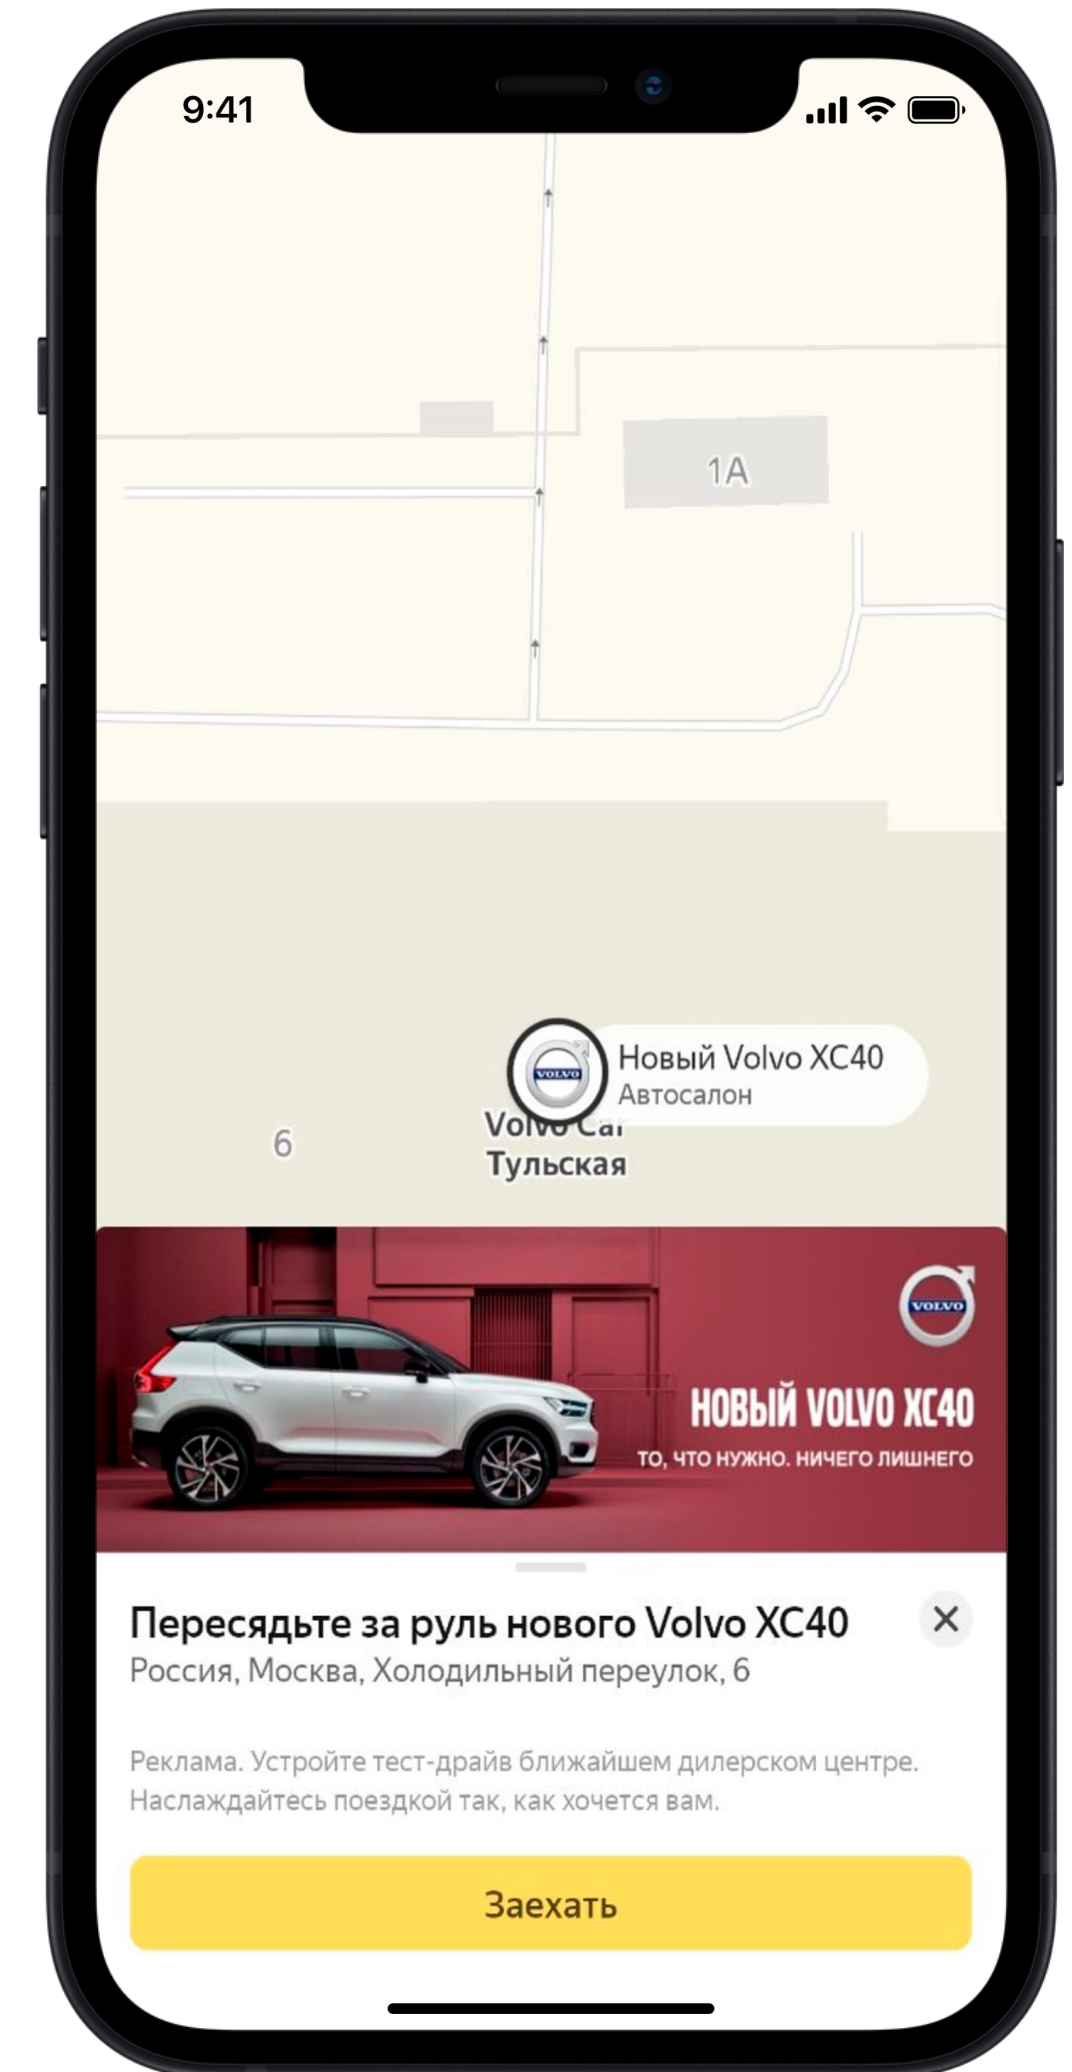 9:41
1А
VOLVO
Новый Volvo XC40
Автосалон
Volvo Car
Тульская
6
VOLVO
НОВЫЙ VOLVO XC40
ТО, ЧТО НУЖНО. НИЧЕГО ЛИШНЕГО
Пересядьте за руль нового Volvo XC40
Россия, Москва, Холодильный переулок, 6
Реклама. Устройте тест-драйв ближайшем дилерском центре.
Наслаждайтесь поездкой так, как хочется вам.
Заехать